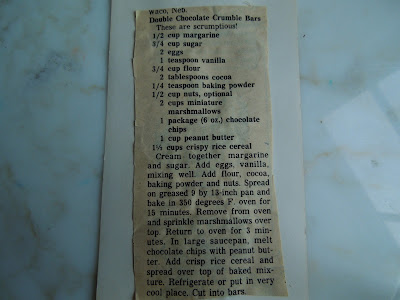 waco, Neb.
Double Chocolate Crumble Bars
These are scrumptious!
1/2 cup margarine
3/4 cup sugar
2 eggs
1 teaspoon vanilla
3/4 cup flour
2 tablespoons cocoa
1/4 teaspoon baking powder
1/2 cup nuts, optional
2 cups miniature
marshmallows
1 package (6 oz.) chocolate
chips
1 cup peanut butter
1½ cups crispy rice cereal
Cream together margarine
and sugar. Add eggs, vanilla,
mixing well. Add flour, cocoa,
baking powder and nuts. Spread
on greased 9 by 13-inch pan and
bake in 350 degrees F. oven for
15 minutes. Remove from oven
and sprinkle marshmallows over
top. Return to oven for 3 min-
utes. In large saucepan, melt
chocolate chips with peanut but-
ter. Add crisp rice cereal and
spread over top of baked mix-
ture. Refrigerate or put in very
cool place. Cut into bars.